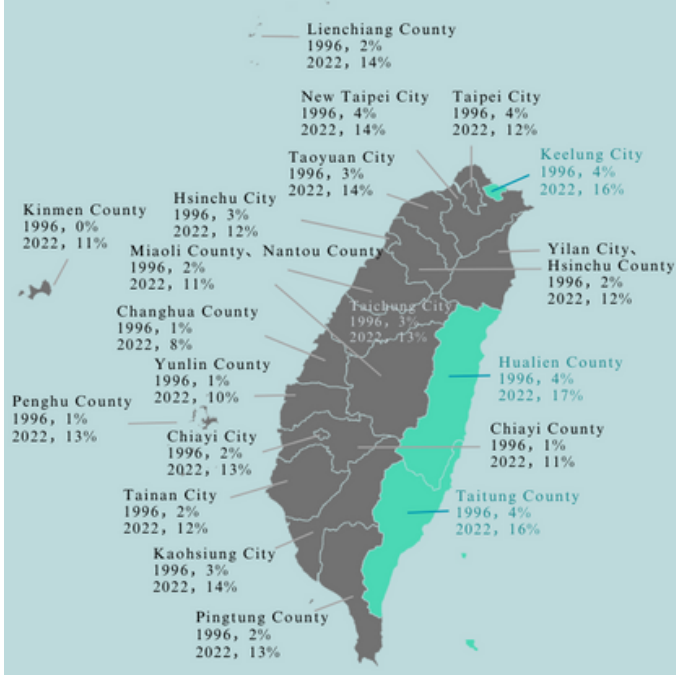 Lienchiang County
1996, 2%
2022, 14%
New Taipei City
1996, 4%
2022, 14%
Taipei City
1996, 4%
2022, 12%
Keelung City
1996, 4%
2022, 16%
Taoyuan City
1996, 3%
2022, 14%
Hsinchu City
1996, 3%
2022, 12%
Kinmen County
1996, 0%
2022, 11%
Miaoli County、Nantou County
1996, 2%
2022, 11%
Yilan City、
Hsinchu County
1996, 2%
2022, 12%
Taichung City
1996, 3%
2022, 13%
Changhua County
1996, 1%
2022, 8%
Yunlin County
1996, 1%
2022, 10%
Hualien County
1996, 4%
2022, 17%
Penghu County
1996, 1%
2022, 13%
Chiayi City
1996, 2%
2022, 13%
Chiayi County
1996, 1%
2022, 11%
Tainan City
1996, 2%
2022, 12%
Taitung County
1996, 4%
2022, 16%
Kaohsiung City
1996, 3%
2022, 14%
Pingtung County
1996, 2%
2022, 13%